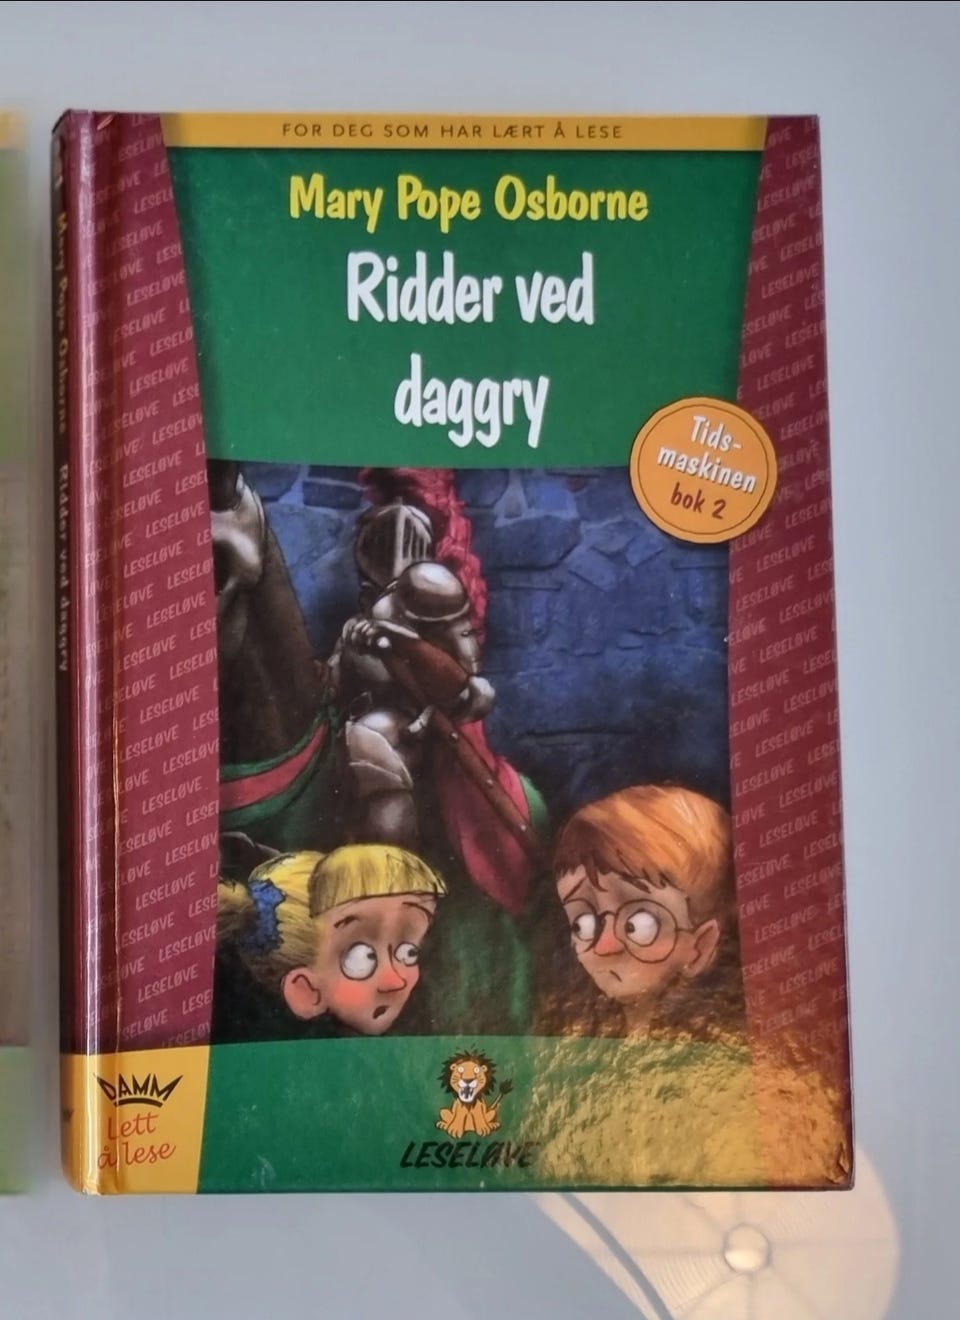 FOR DEG SOM HAR LÆRT Å LESE
Mary Pope Osborne
Ridder ved
daggry
Tids-
maskinen
bok 2
Mary Pope Osborne Ridder ved daggry
LESELØVE
DAMM
Lett
å lese
LESELØVE